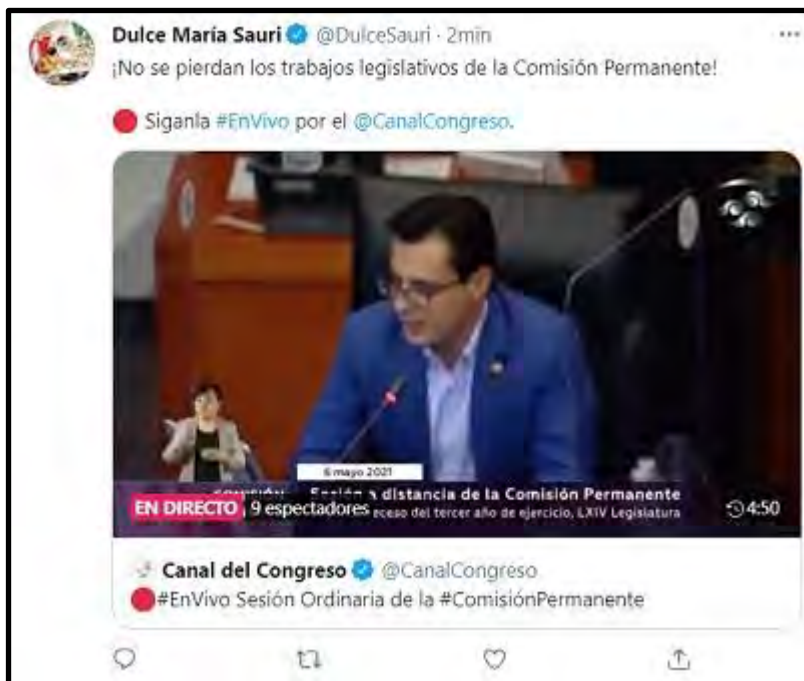 Dulce María Sauri @DulceSauri · 2min
¡No se pierdan los trabajos legislativos de la Comisión Permanente!
Siganla #EnVivo por el @CanalCongreso.
6 mayo 2021
Sesión a distancia de la Comisión Permanente
EN DIRECTO 9 espectadores eceso del tercer año de ejercicio, LXIV Legislatura 4:50
Canal del Congreso @CanalCongreso
#EnVivo Sesión Ordinaria de la #ComisiónPermanente